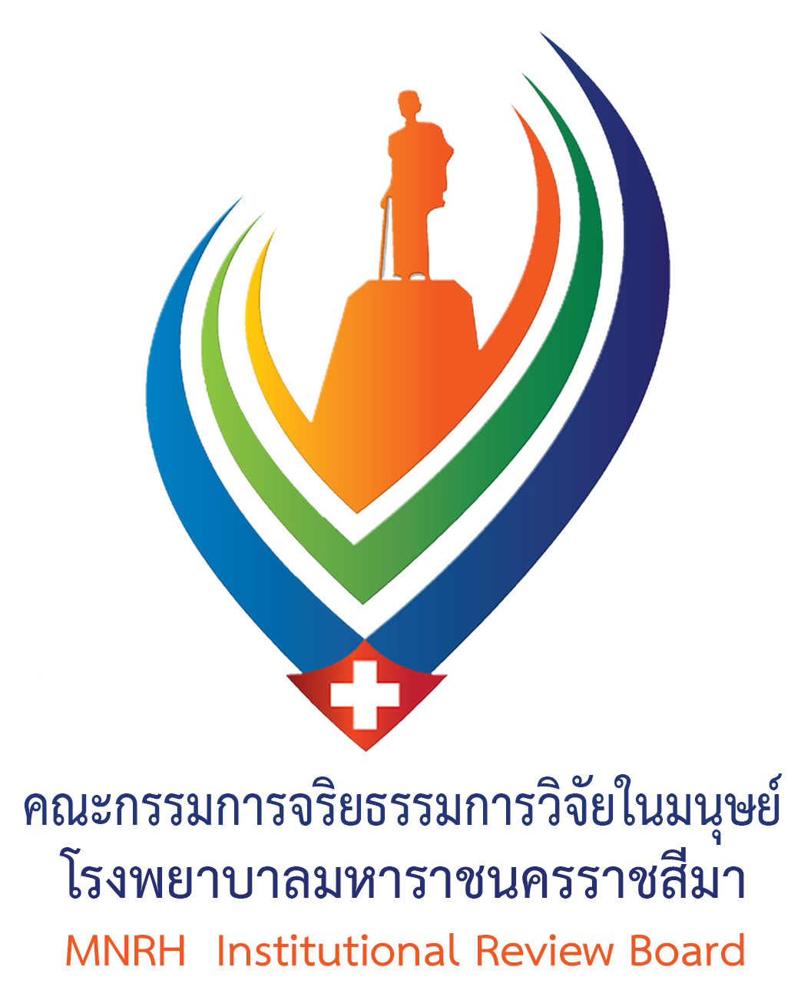 คณะกรรมการจริยธรรมการวิจัยในมนุษย์
โรงพยาบาลมหาราชนครราชสีมา
MNRH Institutional Review Board